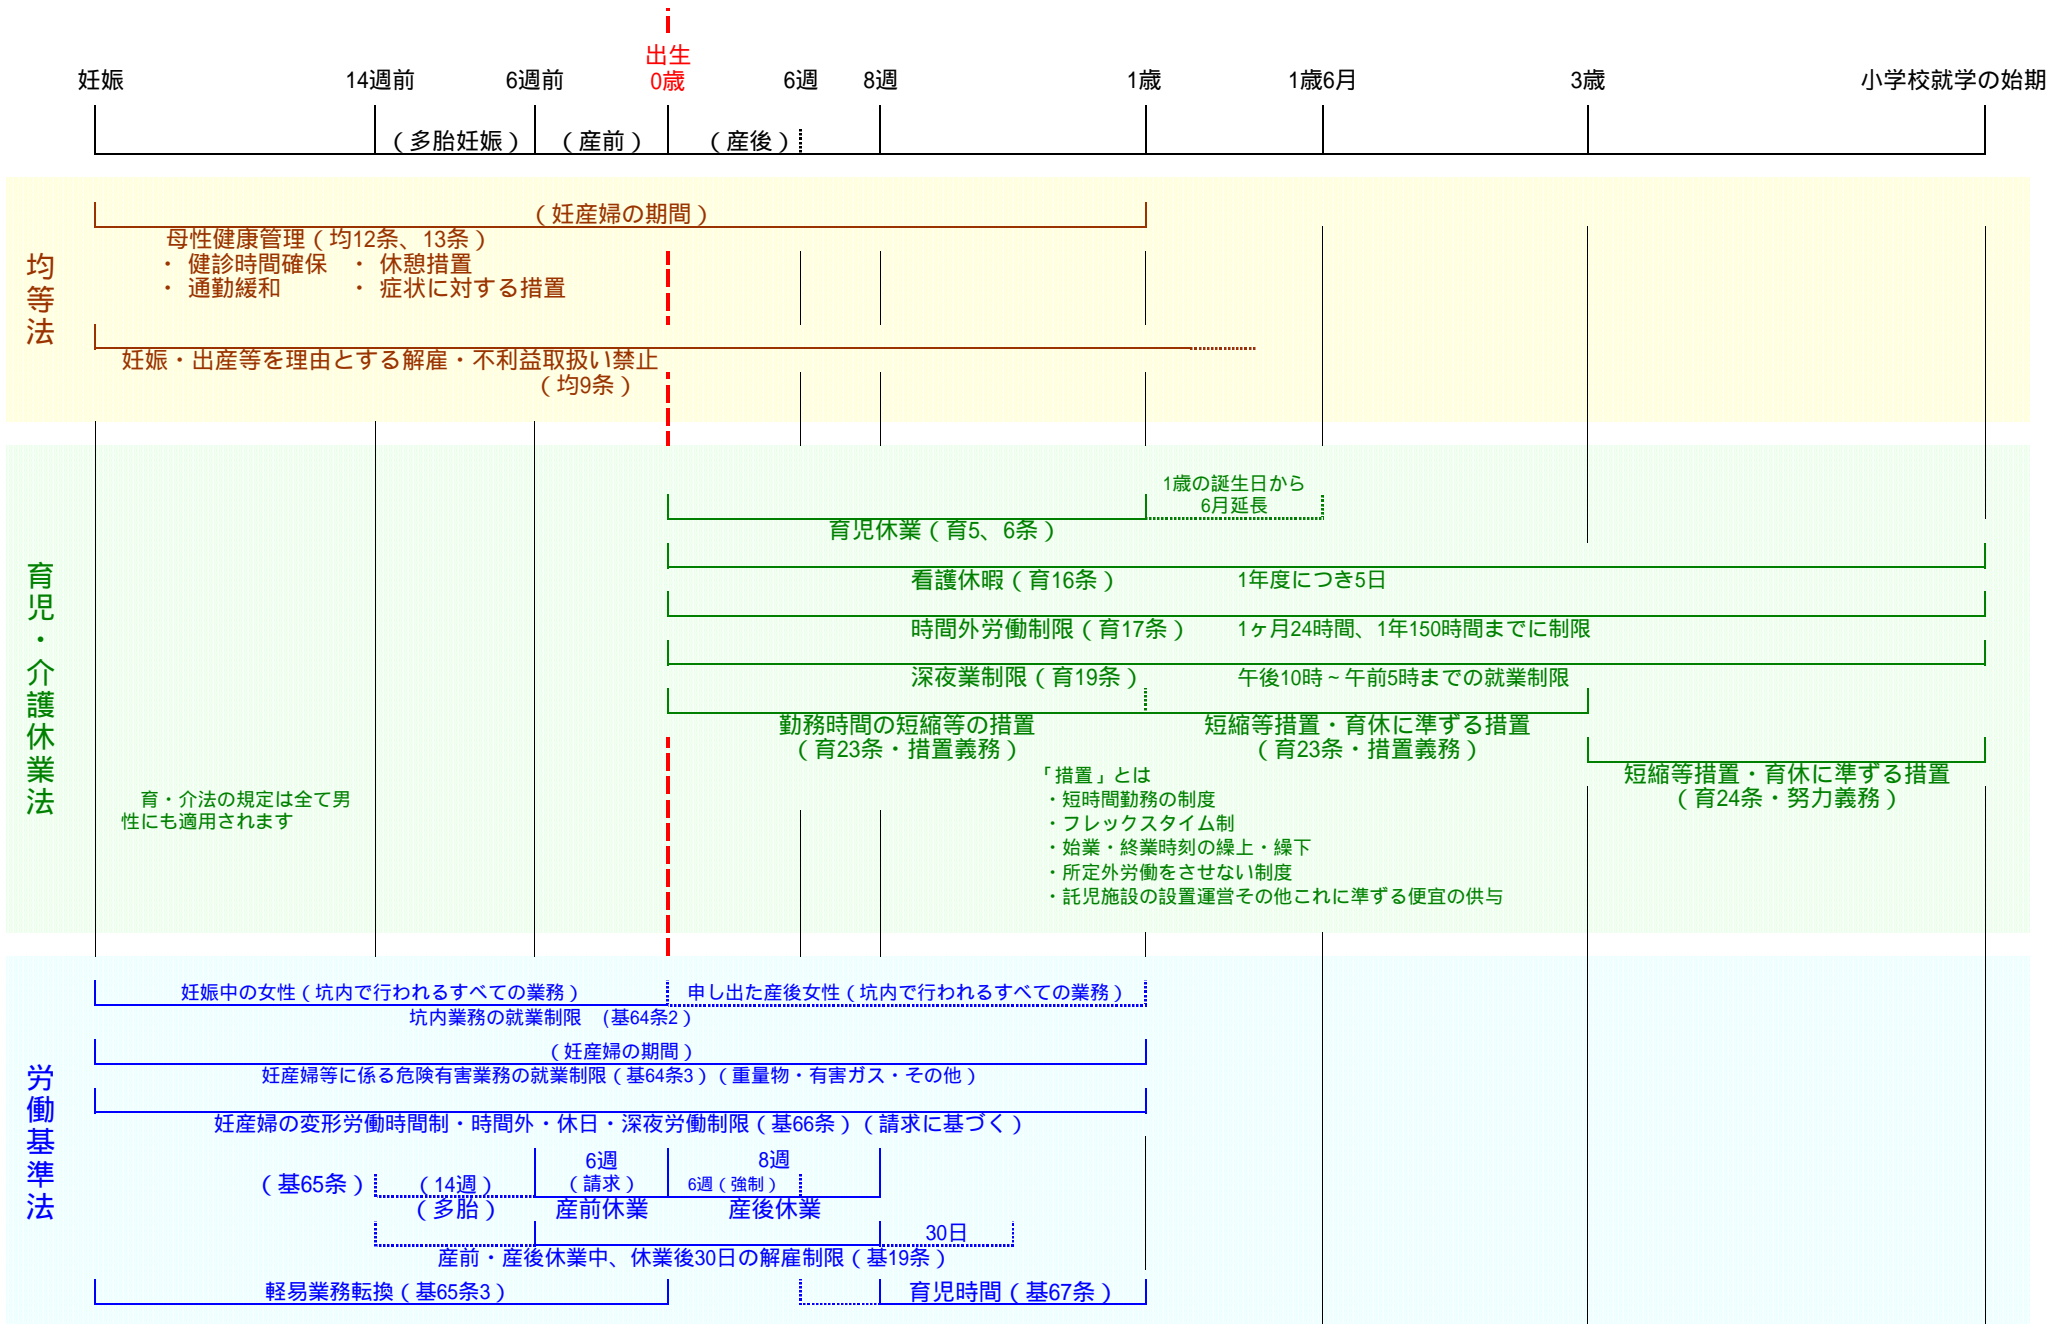 出生
妊娠 14週前 6週前 0歳 6週 8週 1歳 1歳6月 3歳 小学校就学の始期
（多胎妊娠） （産前） （産後）
均等法
（妊産婦の期間）
母性健康管理（均12条、13条）
・ 健診時間確保 ・ 休憩措置
・ 通勤緩和 ・ 症状に対する措置
妊娠・出産等を理由とする解雇・不利益取扱い禁止
（均9条）
育児・介護休業法
1歳の誕生日から
6月延長
育児休業（育5、6条）
看護休暇（育16条） 1年度につき5日
時間外労働制限（育17条） 1ヶ月24時間、1年150時間までに制限
深夜業制限（育19条） 午後10時～午前5時までの就業制限
勤務時間の短縮等の措置 短縮等措置・育休に準ずる措置
（育23条・措置義務） （育23条・措置義務）
短縮等措置・育休に準ずる措置
（育24条・努力義務）
「措置」とは
・短時間勤務の制度
・フレックスタイム制
・始業・終業時刻の繰上・繰下
・所定外労働をさせない制度
・託児施設の設置運営その他これに準ずる便宜の供与
育・介法の規定は全て男
性にも適用されます
労働基準法
妊娠中の女性（坑内で行われるすべての業務） 申し出た産後女性（坑内で行われるすべての業務）
坑内業務の就業制限 (基64条2）
（妊産婦の期間）
妊産婦等に係る危険有害業務の就業制限（基64条3）（重量物・有害ガス・その他）
妊産婦の変形労働時間制・時間外・休日・深夜労働制限（基66条）（請求に基づく）
6週 8週
（基65条） （14週） （請求） 6週（強制）
（多胎） 産前休業 産後休業
30日
産前・産後休業中、休業後30日の解雇制限（基19条）
軽易業務転換（基65条3） 育児時間（基67条）